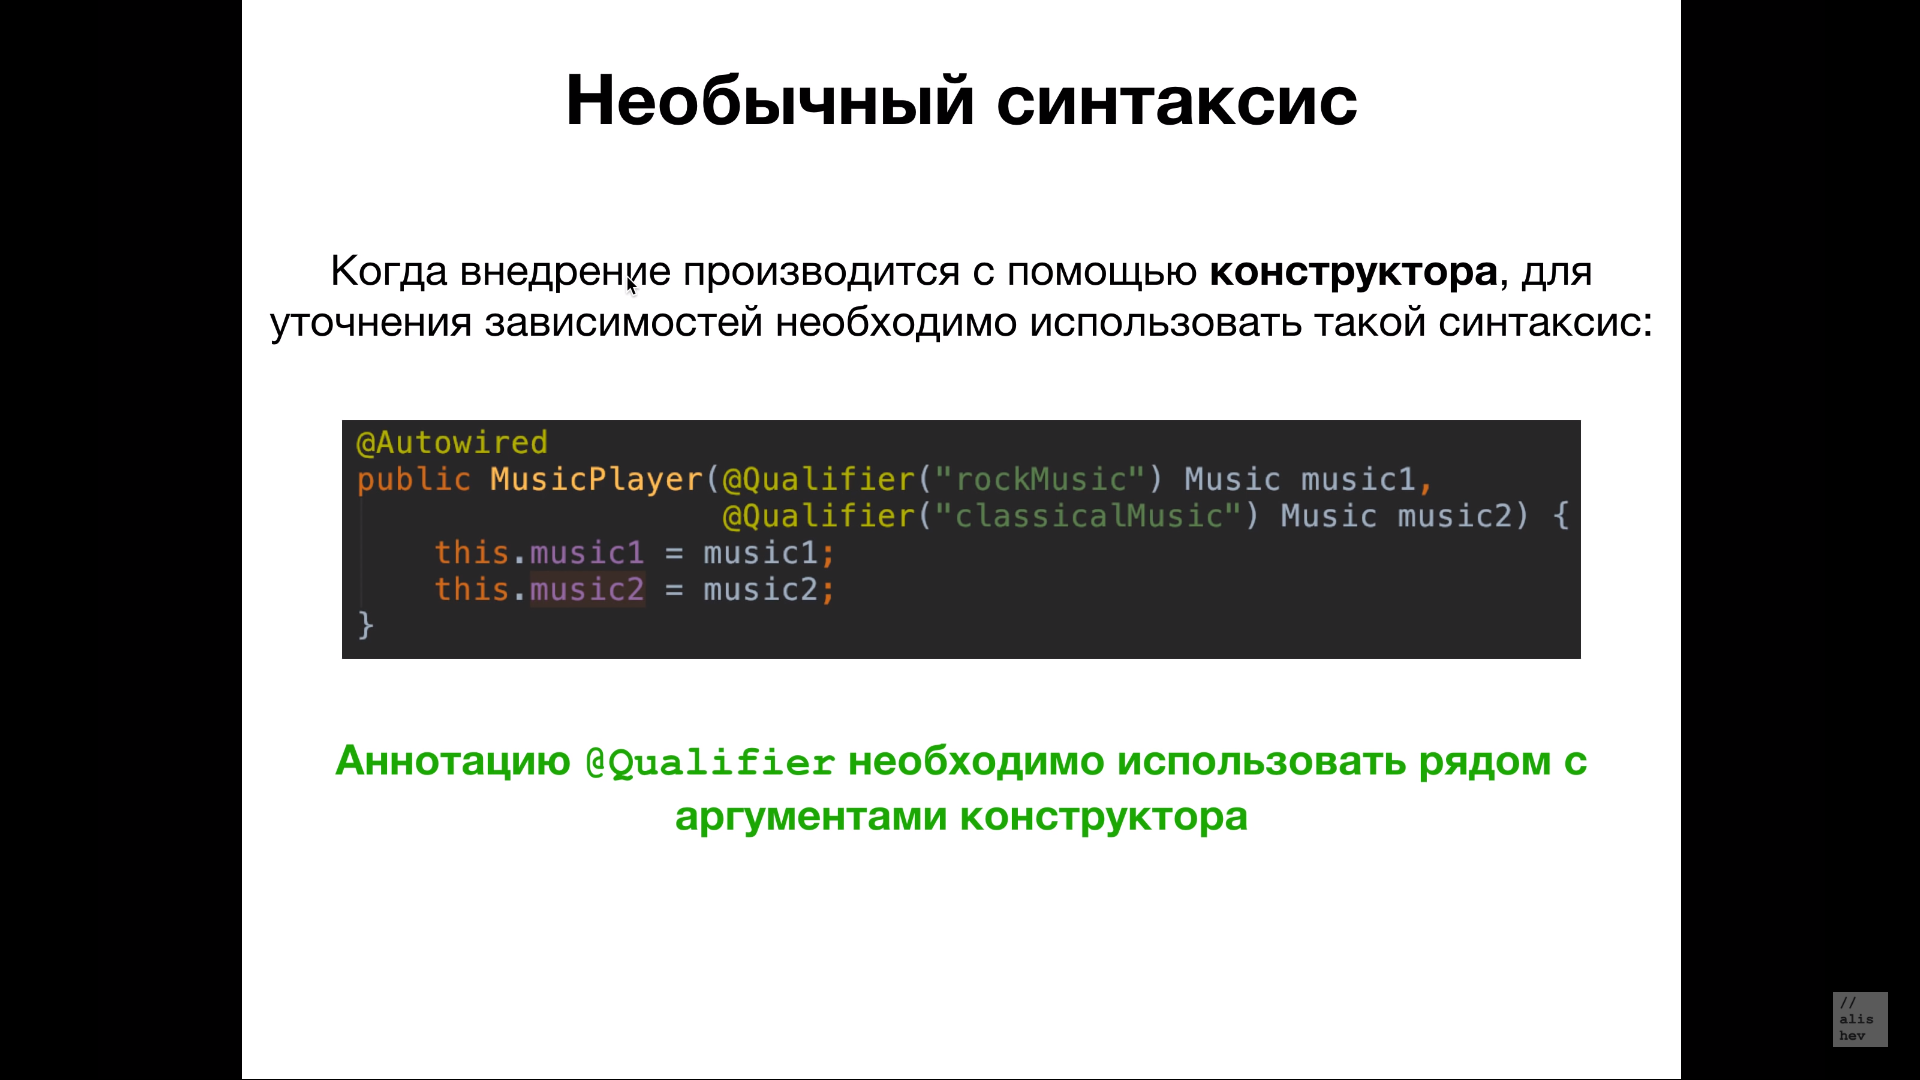 Необычный синтаксис
Когда внедрение производится с помощью конструктора, для
уточнения зависимостей необходимо использовать такой синтаксис:
@Autowired
public MusicPlayer(@Qualifier("rockMusic") Music music1,
@Qualifier("classicalMusic") Music music2) {
this.music1 = music1;
this.music2 = music2;
}
Аннотацию @Qualifier необходимо использовать рядом с
аргументами конструктора
//
alis
hev